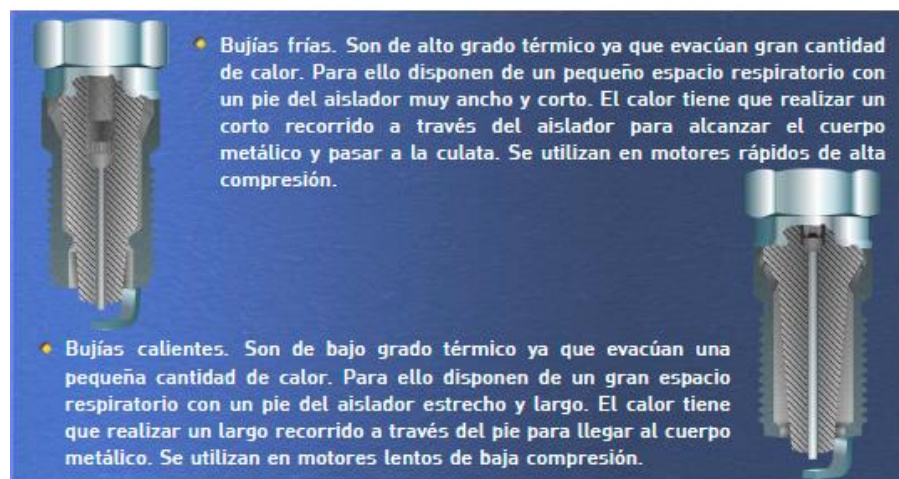 Bujías frías. Son de alto grado térmico ya que evacúan gran cantidad
de calor. Para ello disponen de un pequeño espacio respiratorio con
un pie del aislador muy ancho y corto. El calor tiene que realizar un
corto recorrido a través del aislador para alcanzar el cuerpo
metálico y pasar a la culata. Se utilizan en motores rápidos de alta
compresión.
Bujías calientes. Son de bajo grado térmico ya que evacúan una
pequeña cantidad de calor. Para ello disponen de un gran espacio
respiratorio con un pie del aislador estrecho y largo. El calor tiene
que realizar un largo recorrido a través del pie para llegar al cuerpo
metálico. Se utilizan en motores lentos de baja compresión.